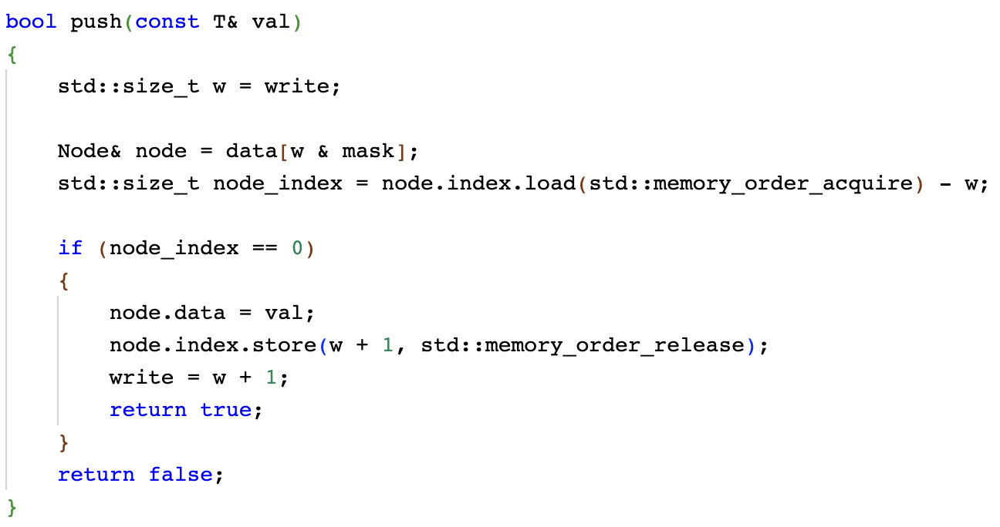 bool push(const T& val)
{
    std::size_t w = write;

    Node& node = data[w & mask];
    std::size_t node_index = node.index.load(std::memory_order_acquire) - w;

    if (node_index == 0)
    {
        node.data = val;
        node.index.store(w + 1, std::memory_order_release);
        write = w + 1;
        return true;
    }
    return false;
}